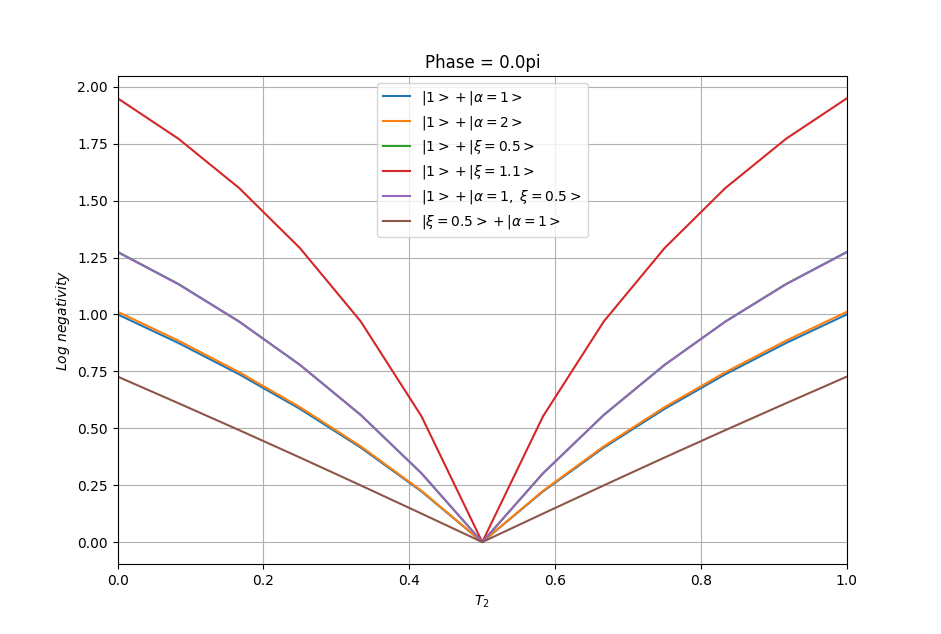 Phase = 0.0pi
2.00
1.75
1.50
1.25
1.00
0.75
0.50
0.25
0.00
Log negativity
|1 > + |α = 1 >
|1 > + |α = 2 >
|1 > + |ξ = 0.5 >
|1 > + |ξ = 1.1 >
|1 > + |α = 1, ξ = 0.5 >
|ξ = 0.5 > + |α = 1 >
0.0 0.2 0.4 0.6 0.8 1.0
T₂